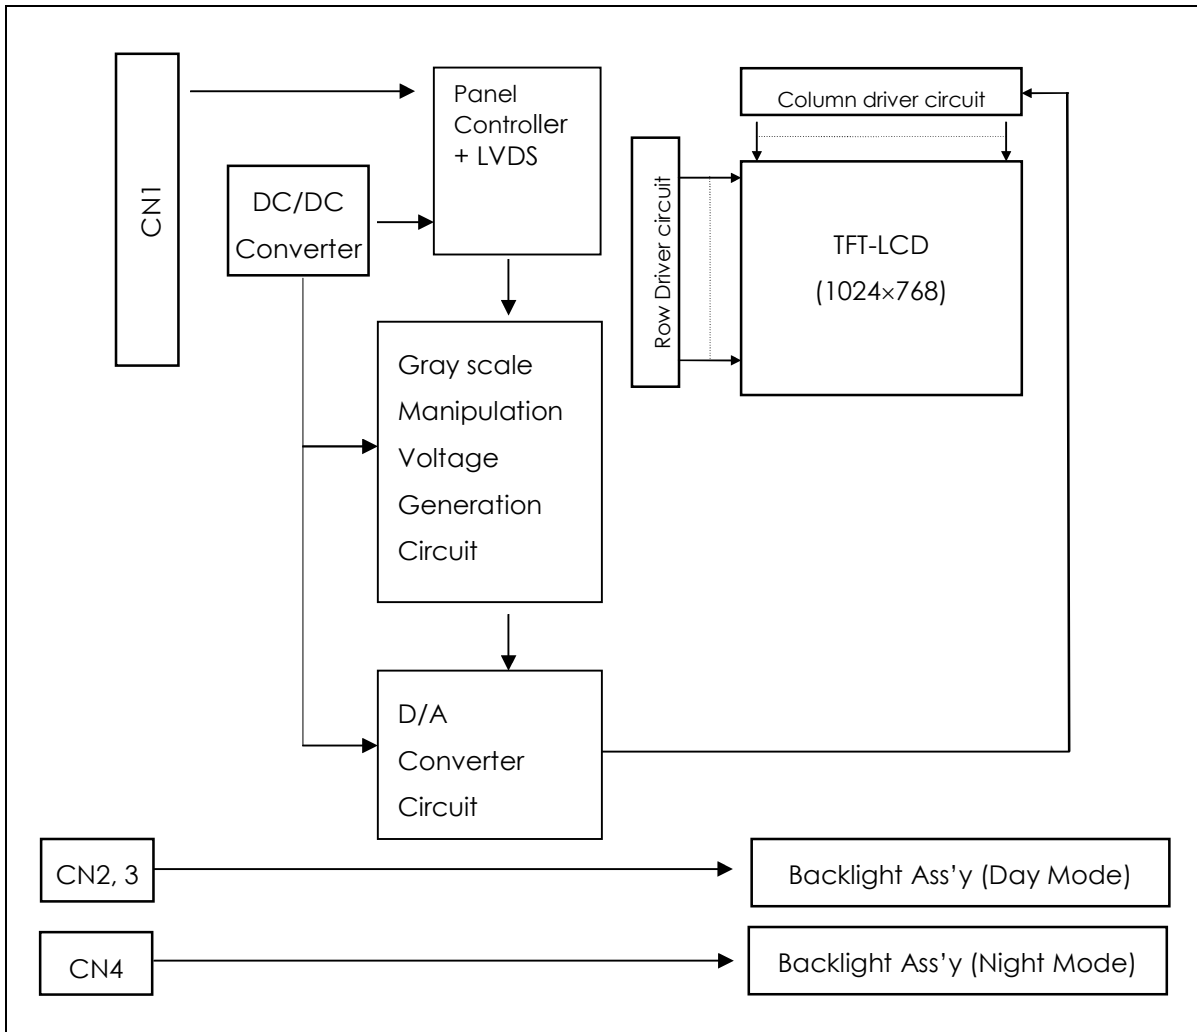 CN1
Panel
Controller
+ LVDS
DC/DC
Converter
Column driver circuit
Row Driver circuit
TFT-LCD
(1024×768)
Gray scale
Manipulation
Voltage
Generation
Circuit
D/A
Converter
Circuit
CN2, 3
Backlight Ass’y (Day Mode)
CN4
Backlight Ass’y (Night Mode)